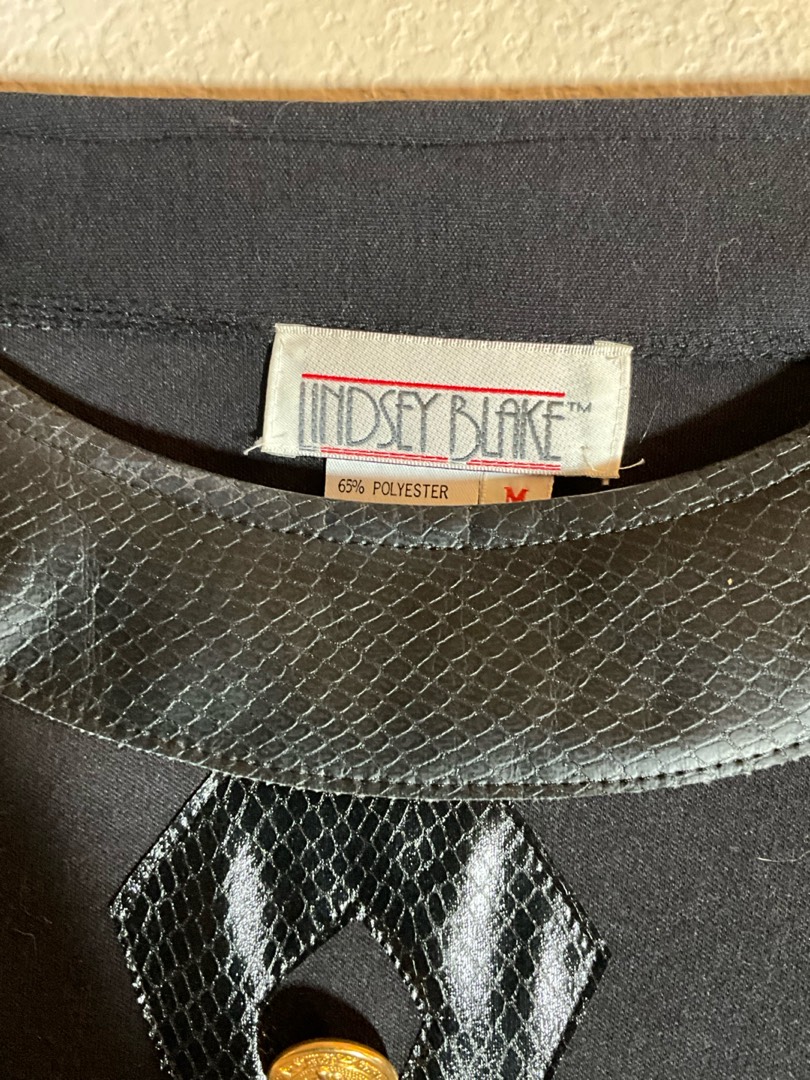 LINDSEY BLAKE™
65% POLYESTER
M